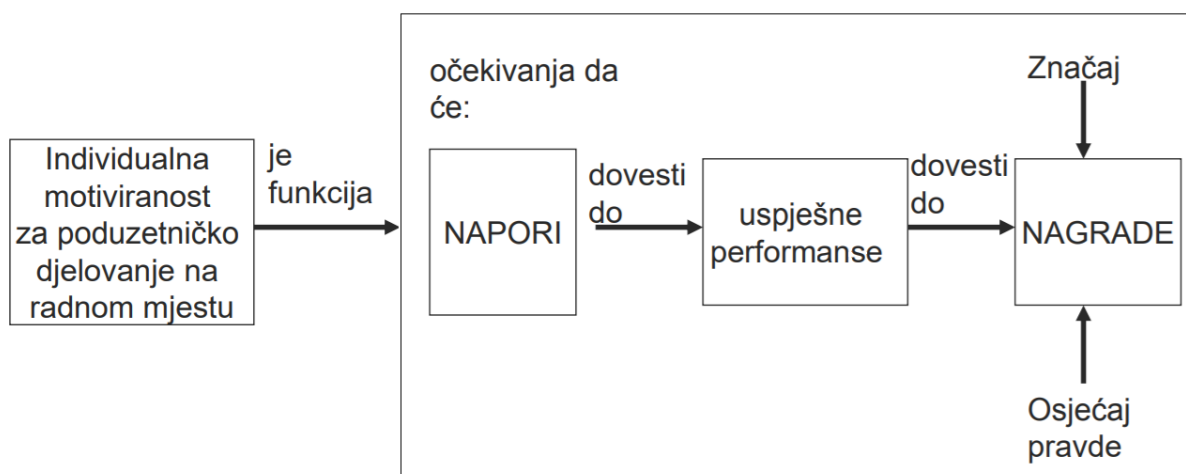 Individualna
motiviranost
za poduzetničko
djelovanje na
radnom mjestu
je
funkcija
očekivanja da
će:
NAPORI
dovesti
do
uspješne
performanse
dovesti
do
Značaj
NAGRADE
Osjećaj
pravde